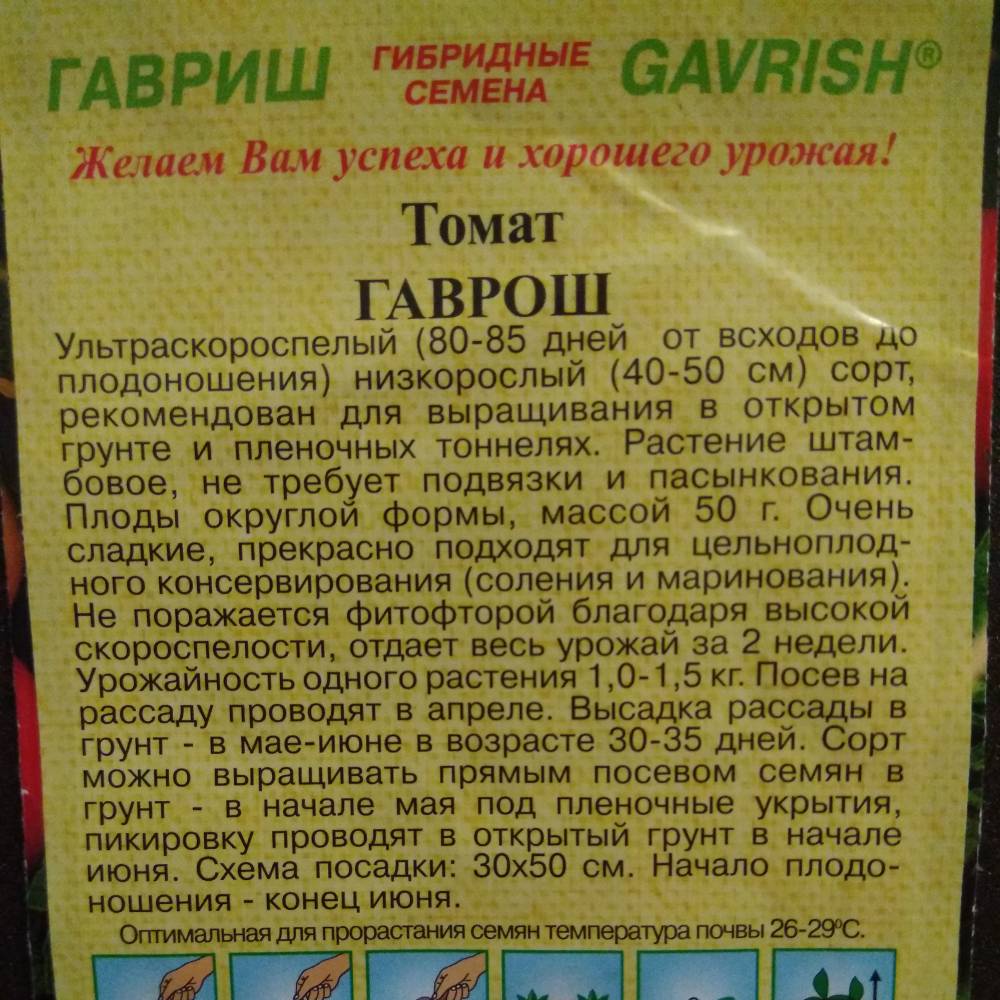 ГАВРИШ ГИБРИДНЫЕ СЕМЕНА GAVRISH®
Желаем Вам успеха и хорошего урожая!
Томат
ГАВРОШ
Ультраскороспелый (80-85 дней от всходов до
плодоношения) низкорослый (40-50 см) сорт,
рекомендован для выращивания в открытом
грунте и пленочных тоннелях. Растение штам-
бовое, не требует подвязки и пасынкования.
Плоды округлой формы, массой 50 г. Очень
сладкие, прекрасно подходят для цельноплод-
ного консервирования (соления и маринования).
Не поражается фитофторой благодаря высокой
скороспелости, отдает весь урожай за 2 недели.
Урожайность одного растения 1,0-1,5 кг. Посев на
рассаду проводят в апреле. Высадка рассады в
грунт - в мае-июне в возрасте 30-35 дней. Сорт
можно выращивать прямым посевом семян в
грунт - в начале мая под пленочные укрытия,
пикировку проводят в открытый грунт в начале
июня. Схема посадки: 30х50 см. Начало плодо-
ношения - конец июня.
Оптимальная для прорастания семян температура почвы 26-29ºС.